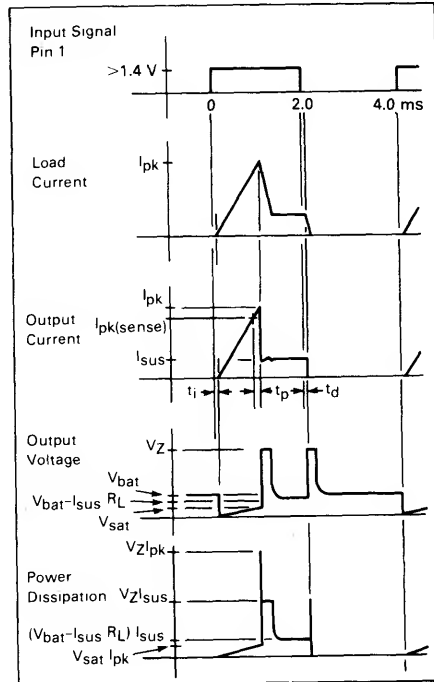 Input Signal
Pin 1
>1.4 V
0 2.0 4.0 ms
Load
Current
Ipk
Output
Current
Ipk
Ipk(sense)
Isus
ti tp td
Output
Voltage
VZ
Vbat
Vbat-Isus RL
Vsat
Power
Dissipation
VZIpk
VZIsus
(Vbat-Isus RL) Isus
Vsat Ipk